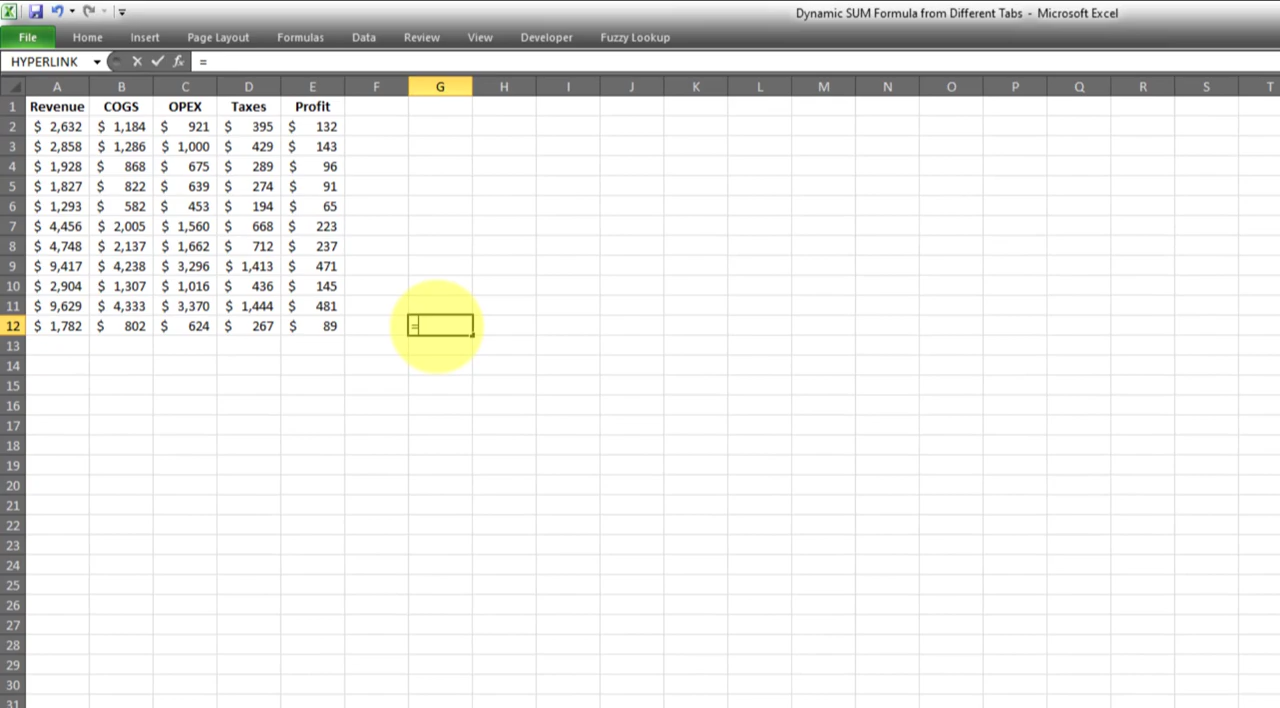 Dynamic SUM Formula from Different Tabs - Microsoft Excel
File Home Insert Page Layout Formulas Data Review View Developer Fuzzy Lookup
HYPERLINK fx =
A B C D E F G H I J K L M N O P Q R S T
1 Revenue COGS OPEX Taxes Profit
2 $ 2,632 $ 1,184 $ 921 $ 395 $ 132
3 $ 2,858 $ 1,286 $ 1,000 $ 429 $ 143
4 $ 1,928 $ 868 $ 675 $ 289 $ 96
5 $ 1,827 $ 822 $ 639 $ 274 $ 91
6 $ 1,293 $ 582 $ 453 $ 194 $ 65
7 $ 4,456 $ 2,005 $ 1,560 $ 668 $ 223
8 $ 4,748 $ 2,137 $ 1,662 $ 712 $ 237
9 $ 9,417 $ 4,238 $ 3,296 $ 1,413 $ 471
10 $ 2,904 $ 1,307 $ 1,016 $ 436 $ 145
11 $ 9,629 $ 4,333 $ 3,370 $ 1,444 $ 481
12 $ 1,782 $ 802 $ 624 $ 267 $ 89 =
13
14
15
16
17
18
19
20
21
22
23
24
25
26
27
28
29
30
31